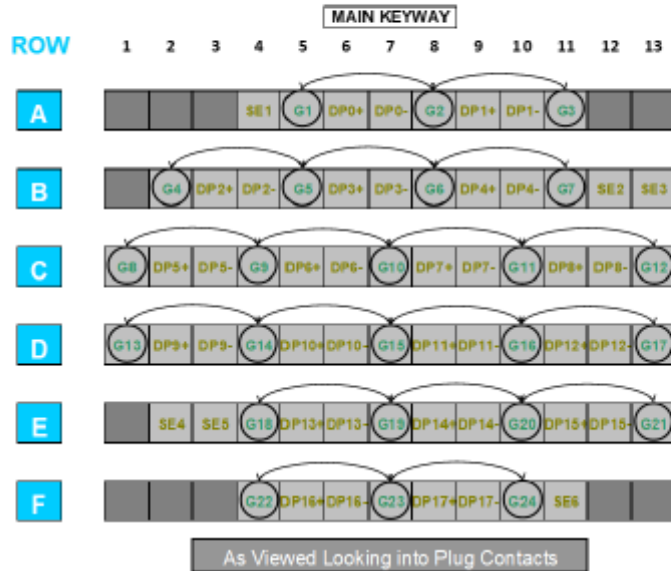 MAIN KEYWAY
ROW 1 2 3 4 5 6 7 8 9 10 11 12 13
A SE1 G1 DP0+ DP0- G2 DP1+ DP1- G3
B G4 DP2+ DP2- G5 DP3+ DP3- G6 DP4+ DP4- G7 SE2 SE3
C G8 DP5+ DP5- G9 DP6+ DP6- G10 DP7+ DP7- G11 DP8+ DP8- G12
D G13 DP9+ DP9- G14 DP10+ DP10- G15 DP11+ DP11- G16 DP12+ DP12- G17
E SE4 SE5 G18 DP13+ DP13- G19 DP14+ DP14- G20 DP15+ DP15- G21
F G22 DP16+ DP16- G23 DP17+ DP17- G24 SE6
As Viewed Looking into Plug Contacts